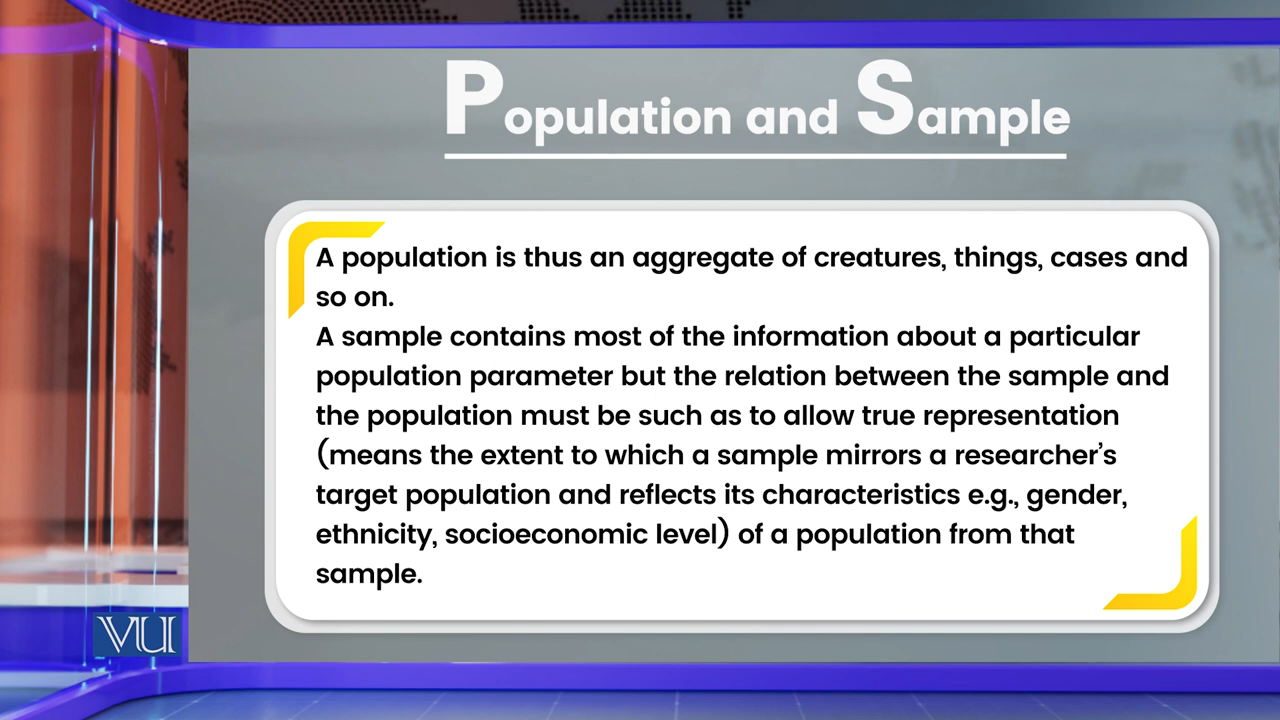 Population and Sample
A population is thus an aggregate of creatures, things, cases and
so on.
A sample contains most of the information about a particular
population parameter but the relation between the sample and
the population must be such as to allow true representation
(means the extent to which a sample mirrors a researcher’s
target population and reflects its characteristics e.g., gender,
ethnicity, socioeconomic level) of a population from that
sample.
VU